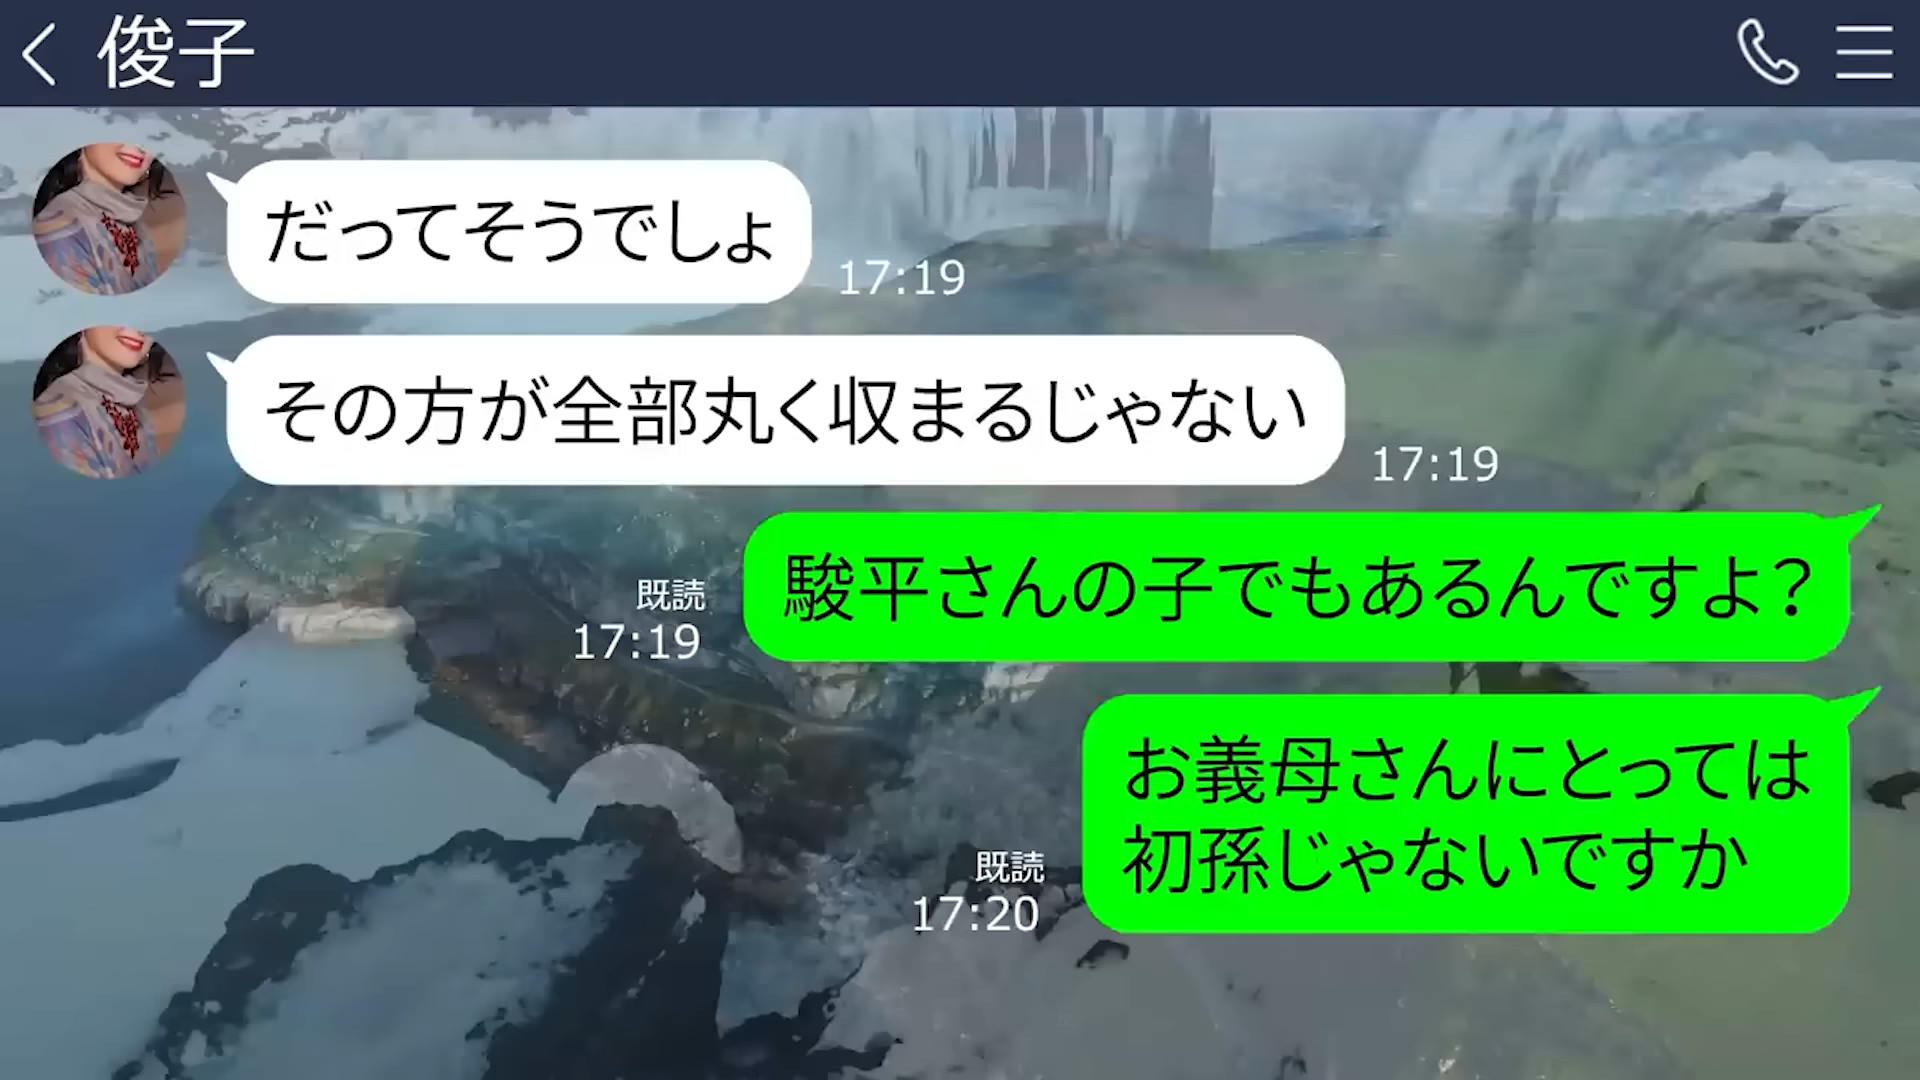 俊子
だってそうでしょ
17:19
その方が全部丸く収まるじゃない
17:19
駿平さんの子でもあるんですよ？
既読
17:19
お義母さんにとっては
初孫じゃないですか
既読
17:20